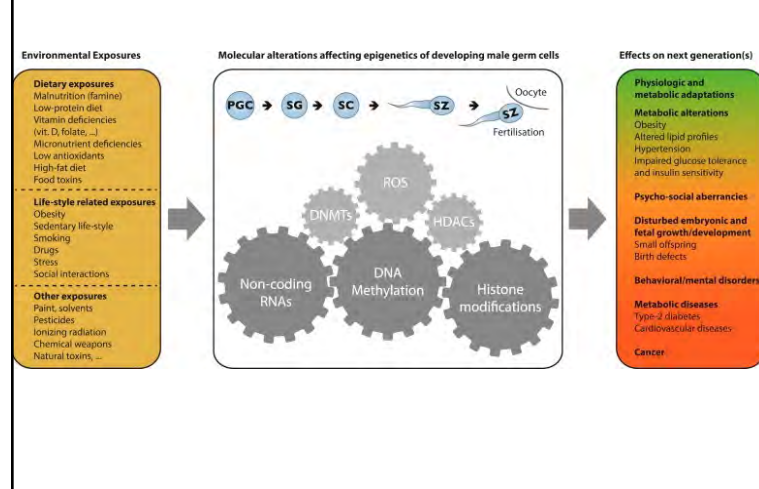 Environmental Exposures
Dietary exposures
Malnutrition (famine)
Low-protein diet
Vitamin deficiencies
(vit. D, folate, ...)
Micronutrient deficiencies
Low antioxidants
High-fat diet
Food toxins
Life-style related exposures
Obesity
Sedentary life-style
Smoking
Drugs
Stress
Social interactions
Other exposures
Paint, solvents
Pesticides
Ionizing radiation
Chemical weapons
Natural toxins, ...
Molecular alterations affecting epigenetics of developing male germ cells
PGC
SG
SC
SZ
SZ
Oocyte
Fertilisation
ROS
DNMTs
HDACs
Non-coding
RNAs
DNA
Methylation
Histone
modifications
Effects on next generation(s)
Physiologic and
metabolic adaptations
Metabolic alterations
Obesity
Altered lipid profiles
Hypertension
Impaired glucose tolerance
and insulin sensitivity
Psycho-social aberrancies
Disturbed embryonic and
fetal growth/development
Small offspring
Birth defects
Behavioral/mental disorders
Metabolic diseases
Type-2 diabetes
Cardiovascular diseases
Cancer